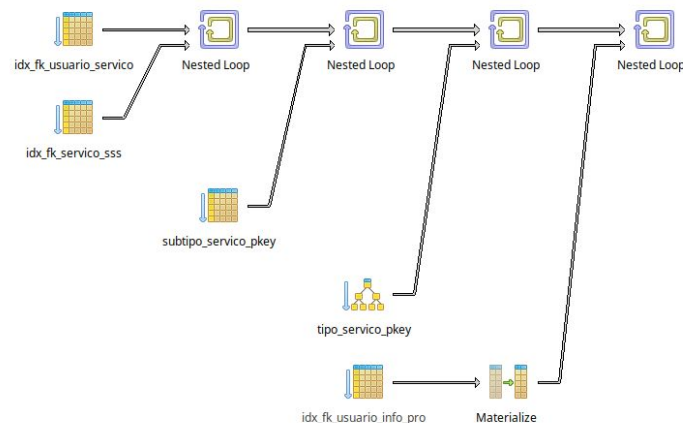 idx_fk_usuario_servico
Nested Loop
Nested Loop
Nested Loop
Nested Loop
idx_fk_servico_sss
subtipo_servico_pkey
tipo_servico_pkey
idx_fk_usuario_info_pro
Materialize